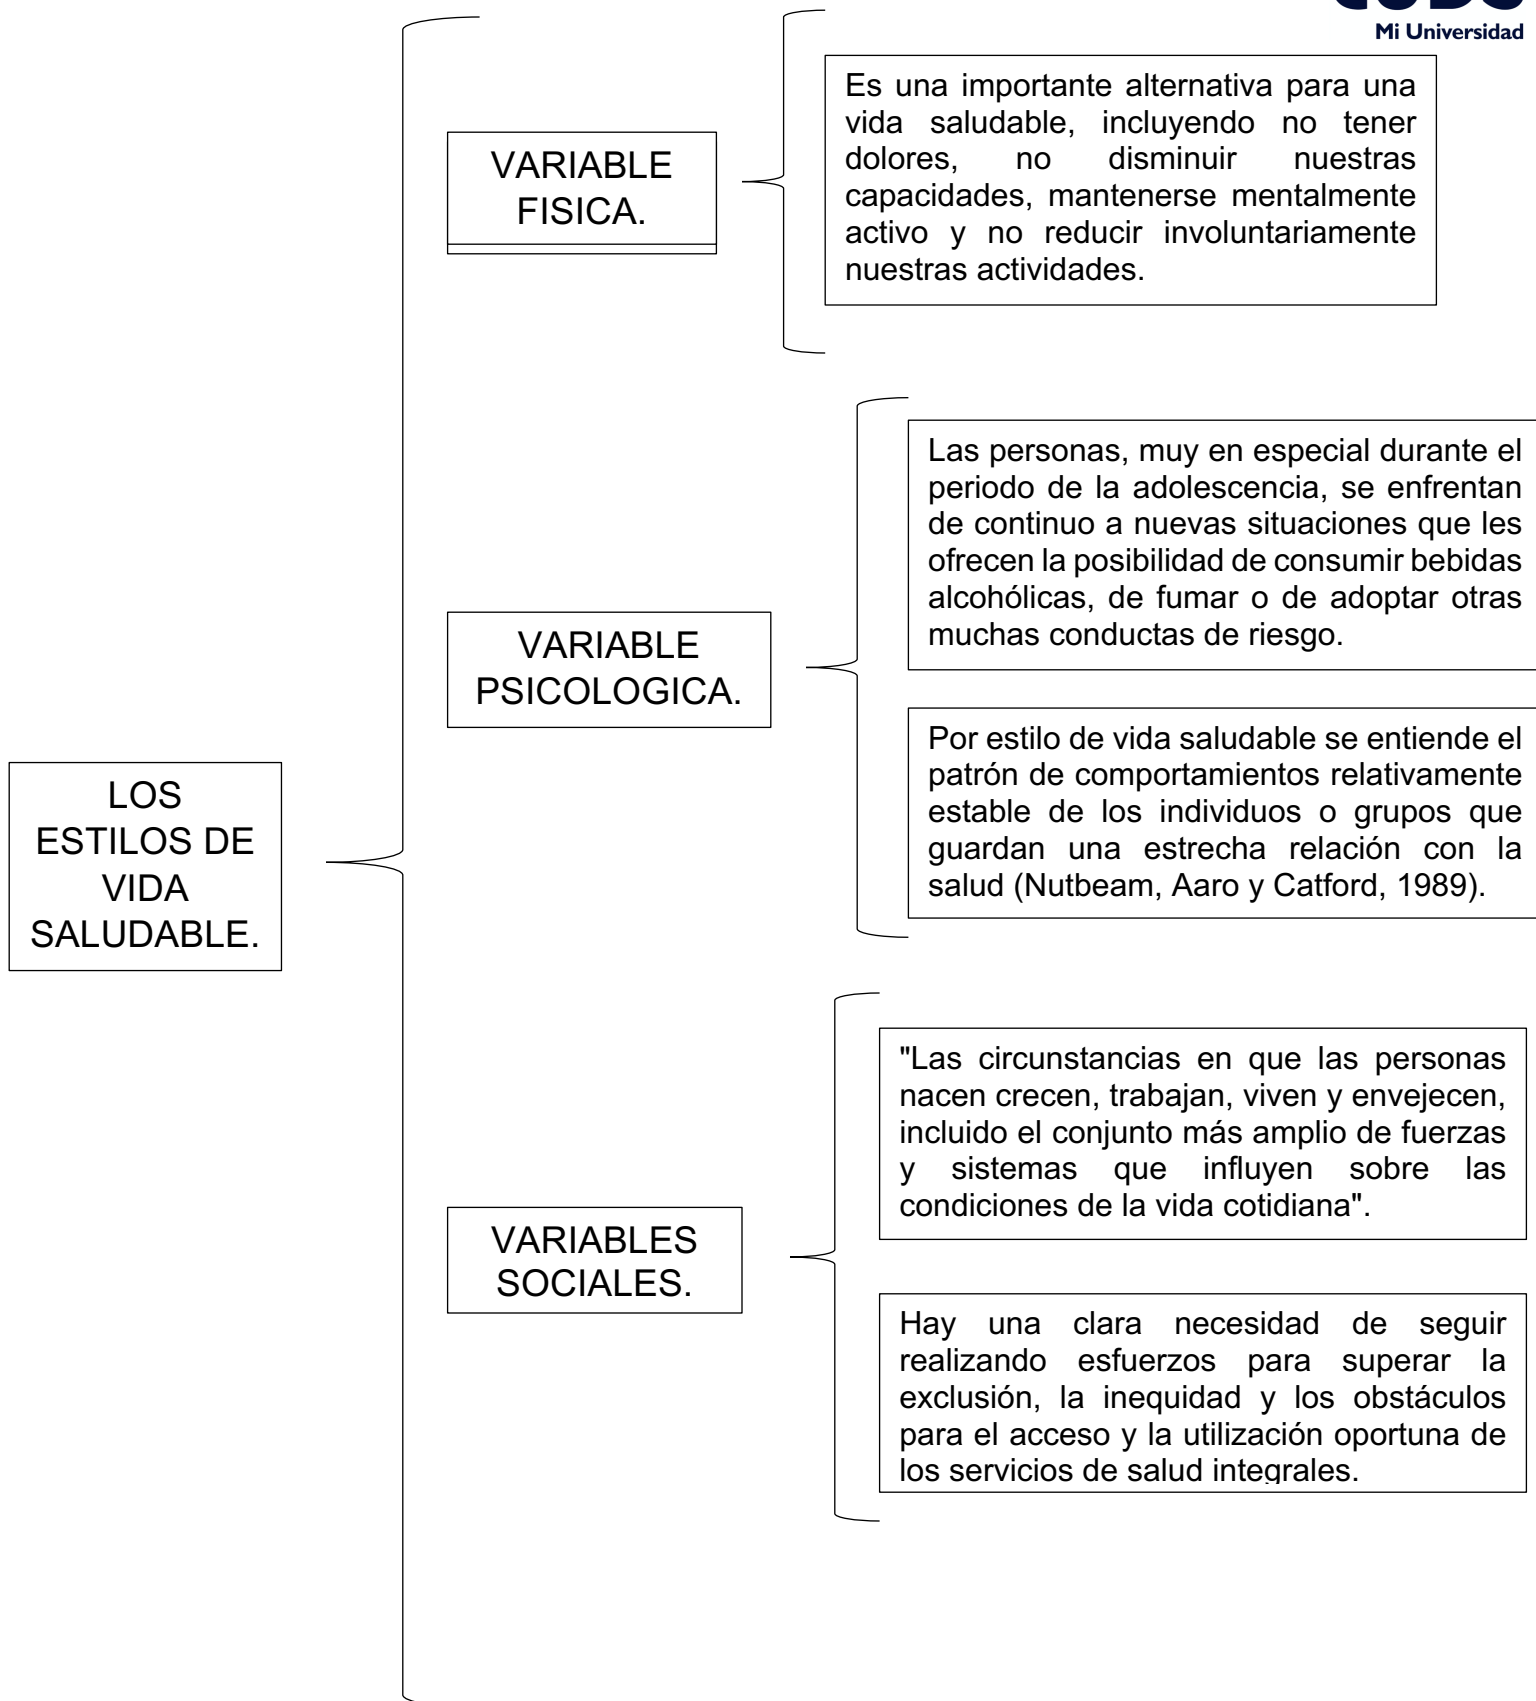 Mi Universidad
Es una importante alternativa para una
vida saludable, incluyendo no tener
dolores, no disminuir nuestras
capacidades, mantenerse mentalmente
activo y no reducir involuntariamente
nuestras actividades.
VARIABLE
FISICA.
Las personas, muy en especial durante el
periodo de la adolescencia, se enfrentan
de continuo a nuevas situaciones que les
ofrecen la posibilidad de consumir bebidas
alcohólicas, de fumar o de adoptar otras
muchas conductas de riesgo.
VARIABLE
PSICOLOGICA.
Por estilo de vida saludable se entiende el
patrón de comportamientos relativamente
estable de los individuos o grupos que
guardan una estrecha relación con la
salud (Nutbeam, Aaro y Catford, 1989).
LOS
ESTILOS DE
VIDA
SALUDABLE.
"Las circunstancias en que las personas
nacen crecen, trabajan, viven y envejecen,
incluido el conjunto más amplio de fuerzas
y sistemas que influyen sobre las
condiciones de la vida cotidiana".
VARIABLES
SOCIALES.
Hay una clara necesidad de seguir
realizando esfuerzos para superar la
exclusión, la inequidad y los obstáculos
para el acceso y la utilización oportuna de
los servicios de salud integrales.